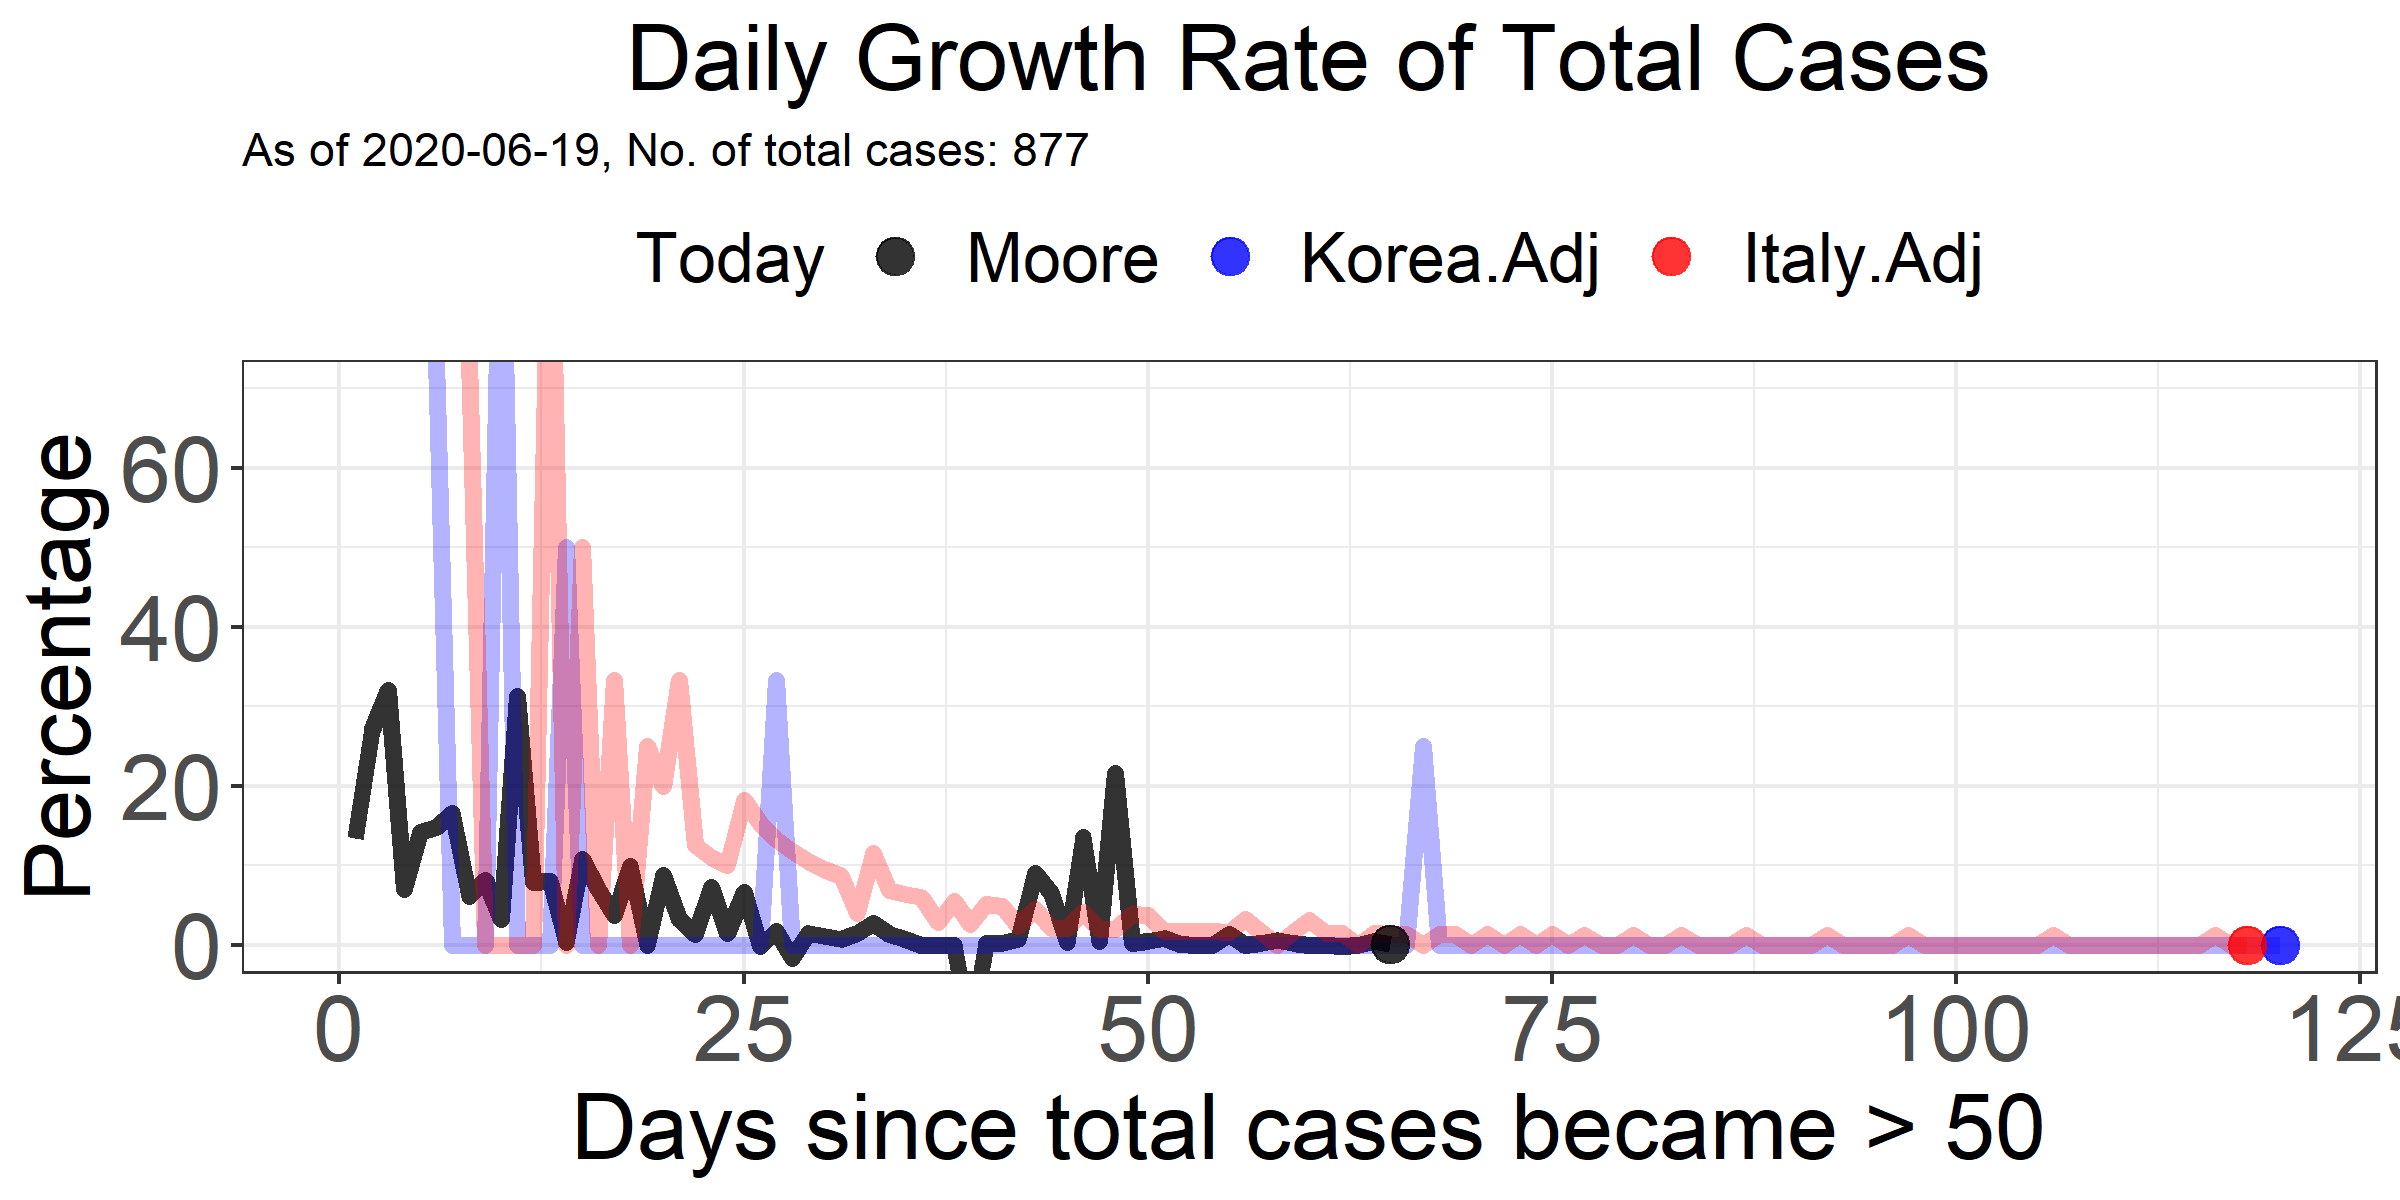 Daily Growth Rate of Total Cases
As of 2020-06-19, No. of total cases: 877
Today Moore Korea.Adj Italy.Adj
Percentage
60
40
20
0
0 25 50 75 100 125
Days since total cases became > 50